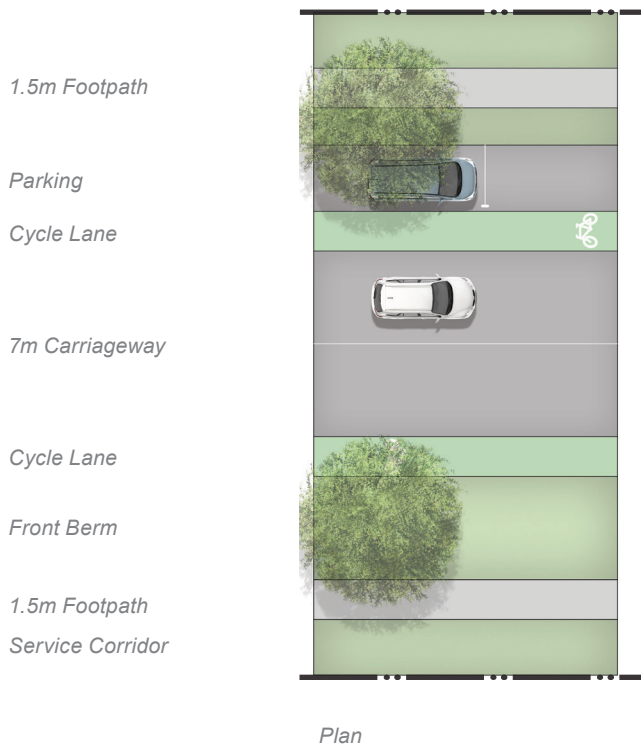 1.5m Footpath
Parking
Cycle Lane
7m Carriageway
Cycle Lane
Front Berm
1.5m Footpath
Service Corridor
Plan